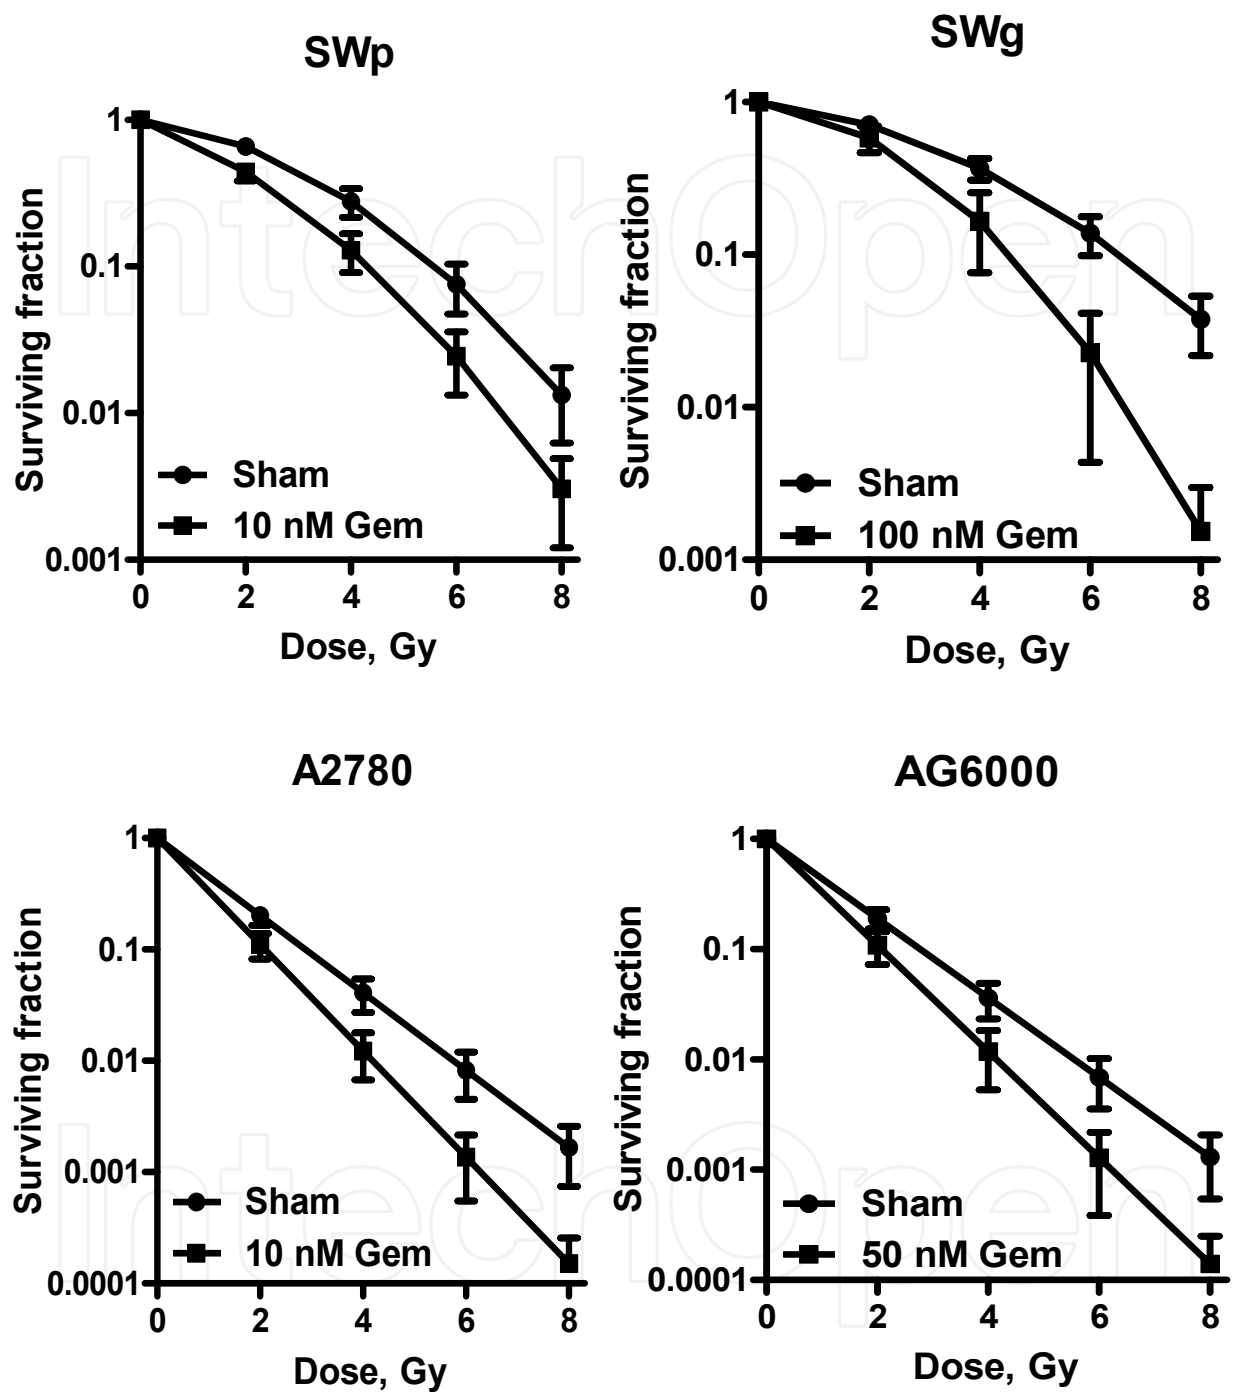 SWp
1
0.1
0.01
0.001
Surviving fraction
Sham
10 nM Gem
0 2 4 6 8
Dose, Gy
SWg
1
0.1
0.01
0.001
Surviving fraction
Sham
100 nM Gem
0 2 4 6 8
Dose, Gy
IntechOpen
A2780
1
0.1
0.01
0.001
0.0001
Surviving fraction
Sham
10 nM Gem
0 2 4 6 8
Dose, Gy
AG6000
1
0.1
0.01
0.001
0.0001
Surviving fraction
Sham
50 nM Gem
0 2 4 6 8
Dose, Gy
IntechOpen